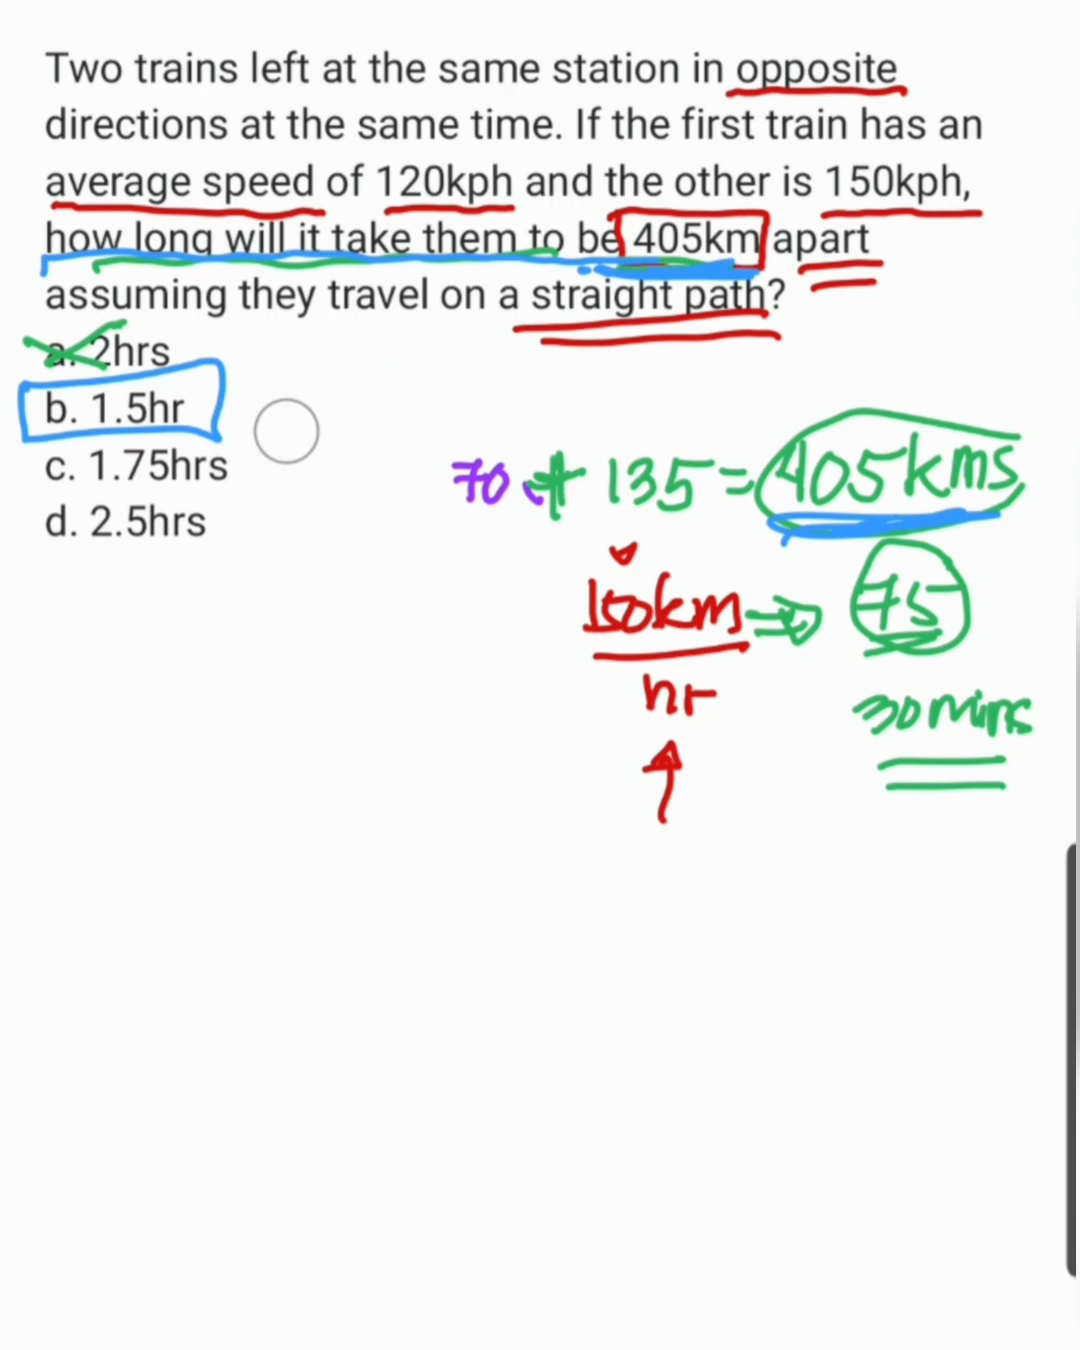 Two trains left at the same station in opposite
directions at the same time. If the first train has an
average speed of 120kph and the other is 150kph,
how long will it take them to be 405km apart
assuming they travel on a straight path?
a. 2hrs
b. 1.5hr
c. 1.75hrs
d. 2.5hrs
70 + 135 = 405kms
150km ⇒ 75
hr 30mins